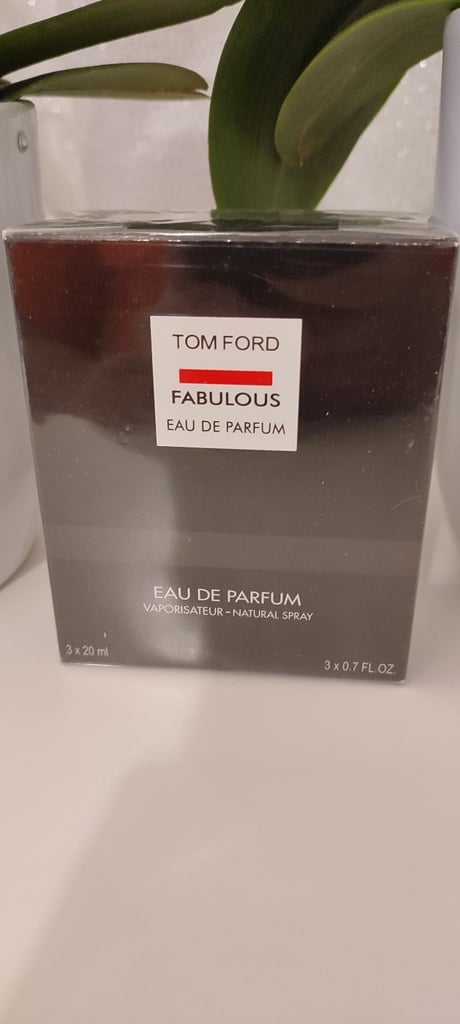 TOM FORD
FABULOUS
EAU DE PARFUM
EAU DE PARFUM
VAPORISATEUR - NATURAL SPRAY
3 x 20 ml
3 x 0.7 FL.OZ.